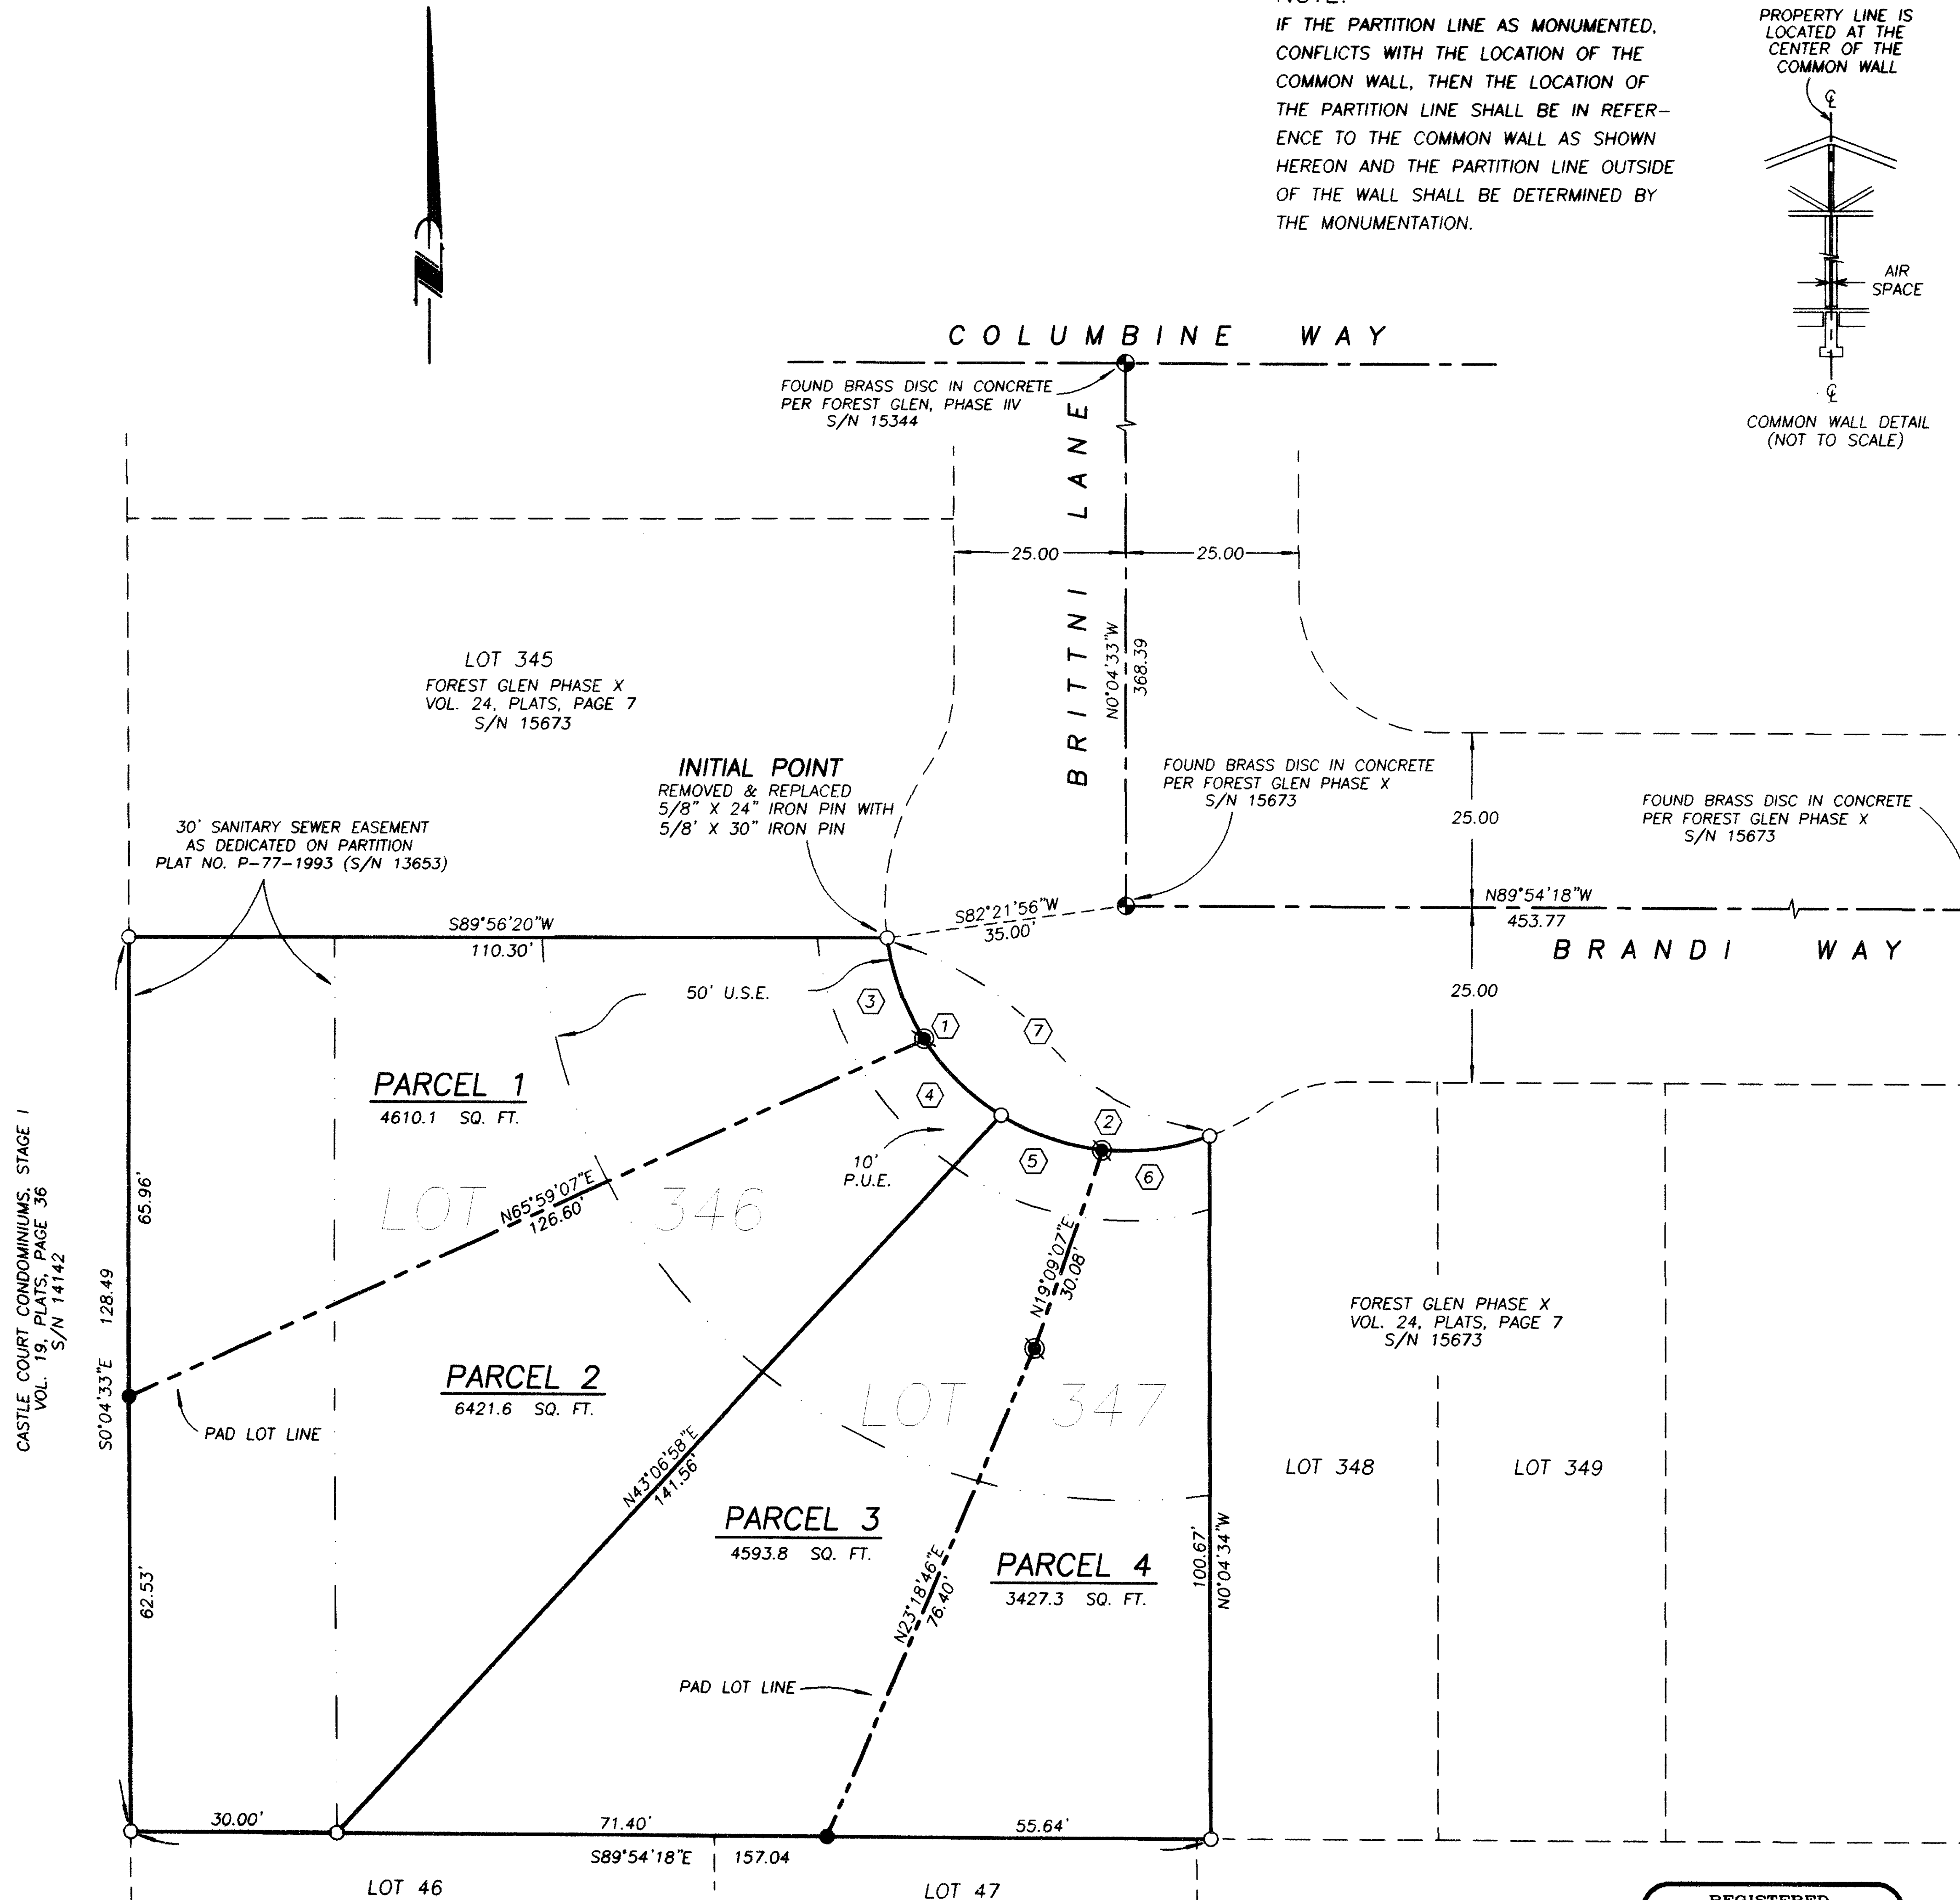 NOTE:
IF THE PARTITION LINE AS MONUMENTED,
CONFLICTS WITH THE LOCATION OF THE
COMMON WALL, THEN THE LOCATION OF
THE PARTITION LINE SHALL BE IN REFER-
ENCE TO THE COMMON WALL AS SHOWN
HEREON AND THE PARTITION LINE OUTSIDE
OF THE WALL SHALL BE DETERMINED BY
THE MONUMENTATION.
PROPERTY LINE IS
LOCATED AT THE
CENTER OF THE
COMMON WALL
℄
AIR
SPACE
℄
COMMON WALL DETAIL
(NOT TO SCALE)
N
COLUMBINE WAY
FOUND BRASS DISC IN CONCRETE
PER FOREST GLEN, PHASE IIV
S/N 15344
BRITTNI LANE
25.00
25.00
N0°04'33"W
368.39
LOT 345
FOREST GLEN PHASE X
VOL. 24, PLATS, PAGE 7
S/N 15673
INITIAL POINT
REMOVED & REPLACED
5/8" X 24" IRON PIN WITH
5/8' X 30" IRON PIN
FOUND BRASS DISC IN CONCRETE
PER FOREST GLEN PHASE X
S/N 15673
25.00
FOUND BRASS DISC IN CONCRETE
PER FOREST GLEN PHASE X
S/N 15673
30' SANITARY SEWER EASEMENT
AS DEDICATED ON PARTITION
PLAT NO. P-77-1993 (S/N 13653)
S89°56'20"W
110.30'
S82°21'56"W
35.00'
N89°54'18"W
453.77
BRANDI WAY
25.00
50' U.S.E.
3
1
7
4
2
5
6
10'
P.U.E.
PARCEL 1
4610.1 SQ. FT.
CASTLE COURT CONDOMINIUMS, STAGE I
VOL. 19, PLATS, PAGE 36
S/N 14142
65.96'
S0°04'33"E 128.49
62.53'
LOT 346
N65°59'07"E
126.60'
N19°09'07"E
30.08'
FOREST GLEN PHASE X
VOL. 24, PLATS, PAGE 7
S/N 15673
PARCEL 2
6421.6 SQ. FT.
PAD LOT LINE
LOT 347
N43°06'58"E
141.56'
LOT 348
LOT 349
PARCEL 3
4593.8 SQ. FT.
PARCEL 4
3427.3 SQ. FT.
N23°18'46"E
76.40'
100.67'
N0°04'34"W
PAD LOT LINE
30.00'
71.40'
55.64'
S89°54'18"E 157.04
LOT 46
LOT 47
REGISTERED